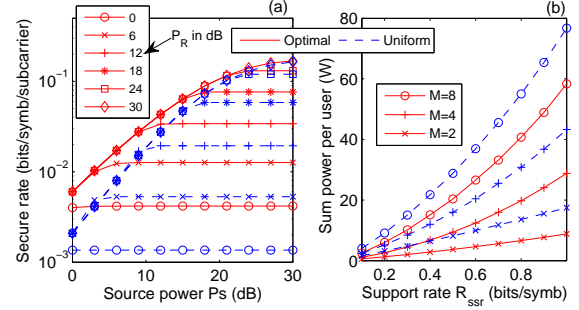 (a)
0
6
12
18
24
30
P_R in dB
10^{-1}
10^{-2}
10^{-3}
Secure rate (bits/symb/subcarrier)
0 10 20 30
Source power Ps (dB)
Optimal Uniform
(b)
M=8
M=4
M=2
80
60
40
20
0
Sum power per user (W)
0.2 0.4 0.6 0.8
Support rate R_{ssr} (bits/symb)